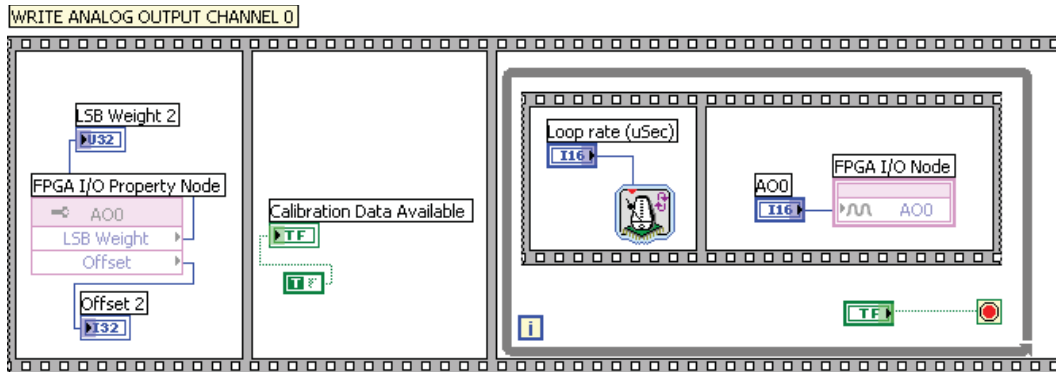 WRITE ANALOG OUTPUT CHANNEL 0
LSB Weight 2
U32
FPGA I/O Property Node
AO0
LSB Weight
Offset
Offset 2
I32
Calibration Data Available
TF
T F
Loop rate (uSec)
I16
AO0
I16
FPGA I/O Node
AO0
TF
i